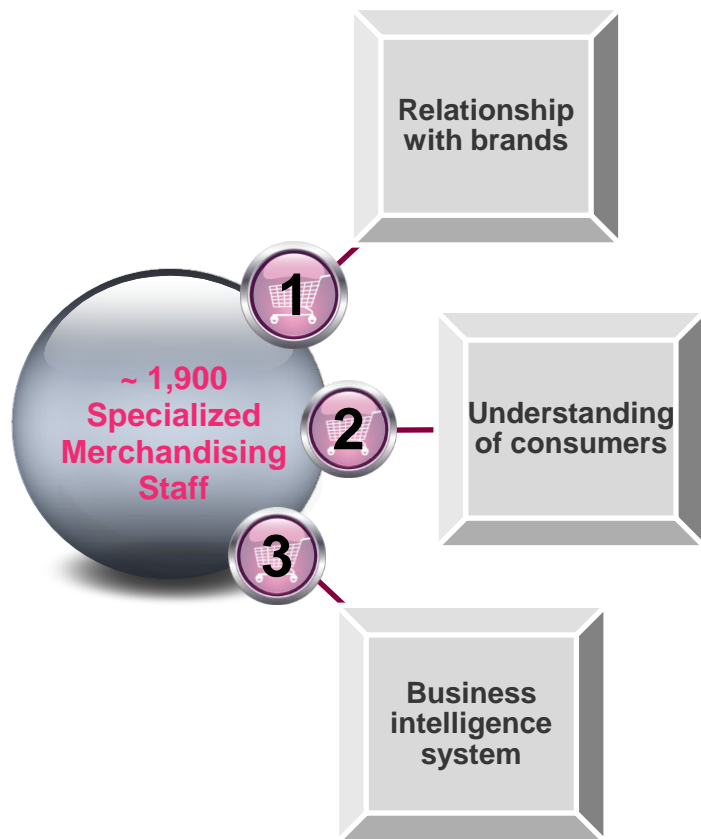 Relationship
with brands
1
~ 1,900
Specialized
Merchandising
Staff
2
Understanding
of consumers
3
Business
intelligence
system